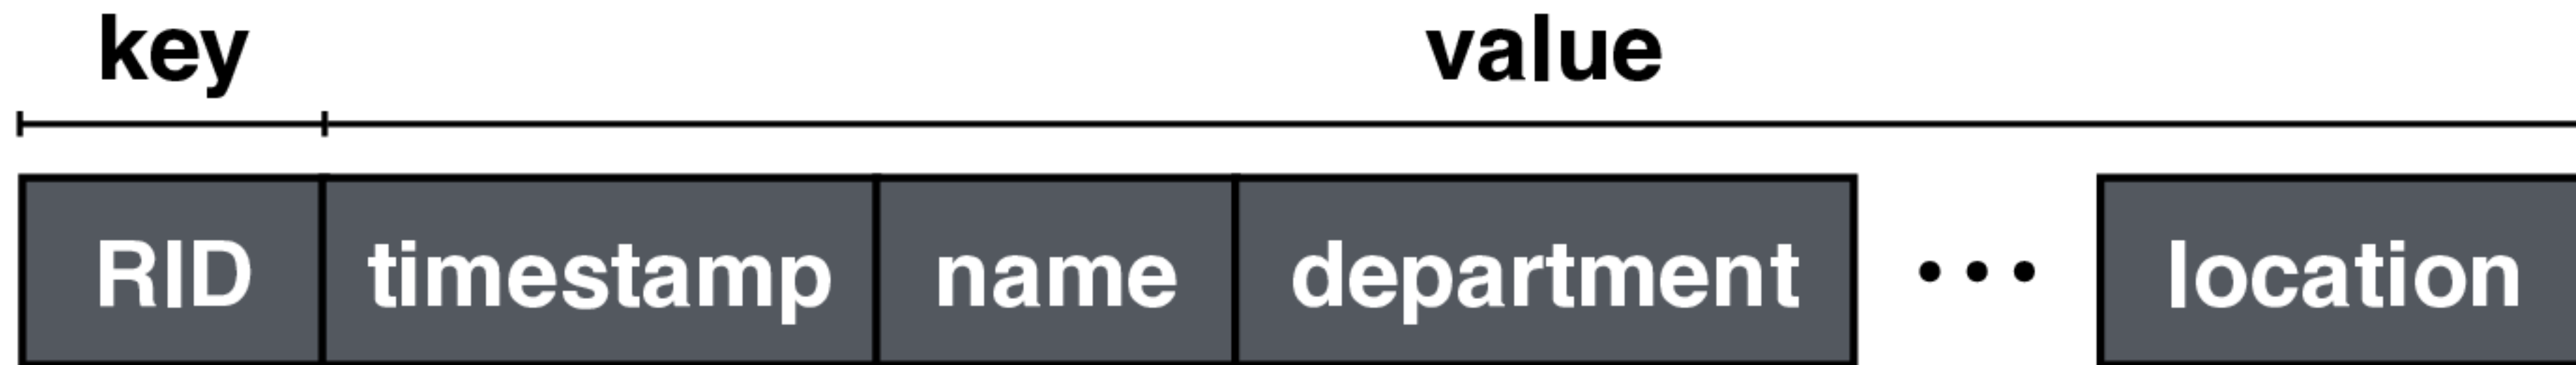 key value
RID timestamp name department ... location